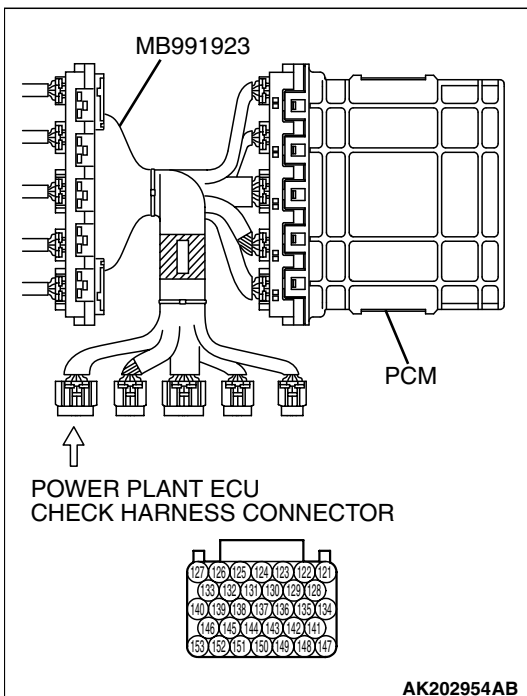 MB991923
PCM
POWER PLANT ECU
CHECK HARNESS CONNECTOR
127 126 125 124 123 122 121
133 132 131 130 129 128
140 139 138 137 136 135 134
146 145 144 143 142 141
153 152 151 150 149 148 147
AK202954AB